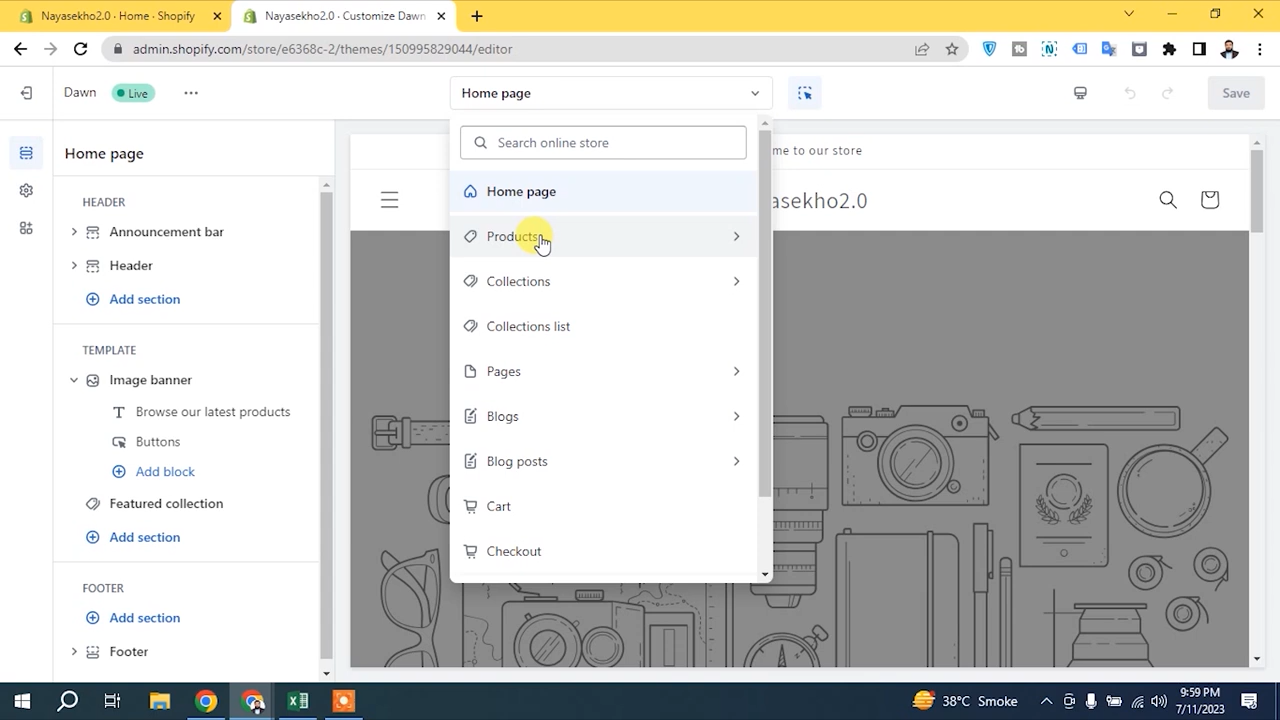 Nayasekho2.0 · Home · Shopify
Nayasekho2.0 · Customize Dawn
admin.shopify.com/store/e6368c-2/themes/150995829044/editor
Dawn
Live
Home page
Save
Home page
HEADER
Announcement bar
Header
Add section
TEMPLATE
Image banner
Browse our latest products
Buttons
Add block
Featured collection
Add section
FOOTER
Add section
Footer
Search online store
Home page
Products
Collections
Collections list
Pages
Blogs
Blog posts
Cart
Checkout
me to our store
asekho2.0
38°C Smoke
9:59 PM
7/11/2023